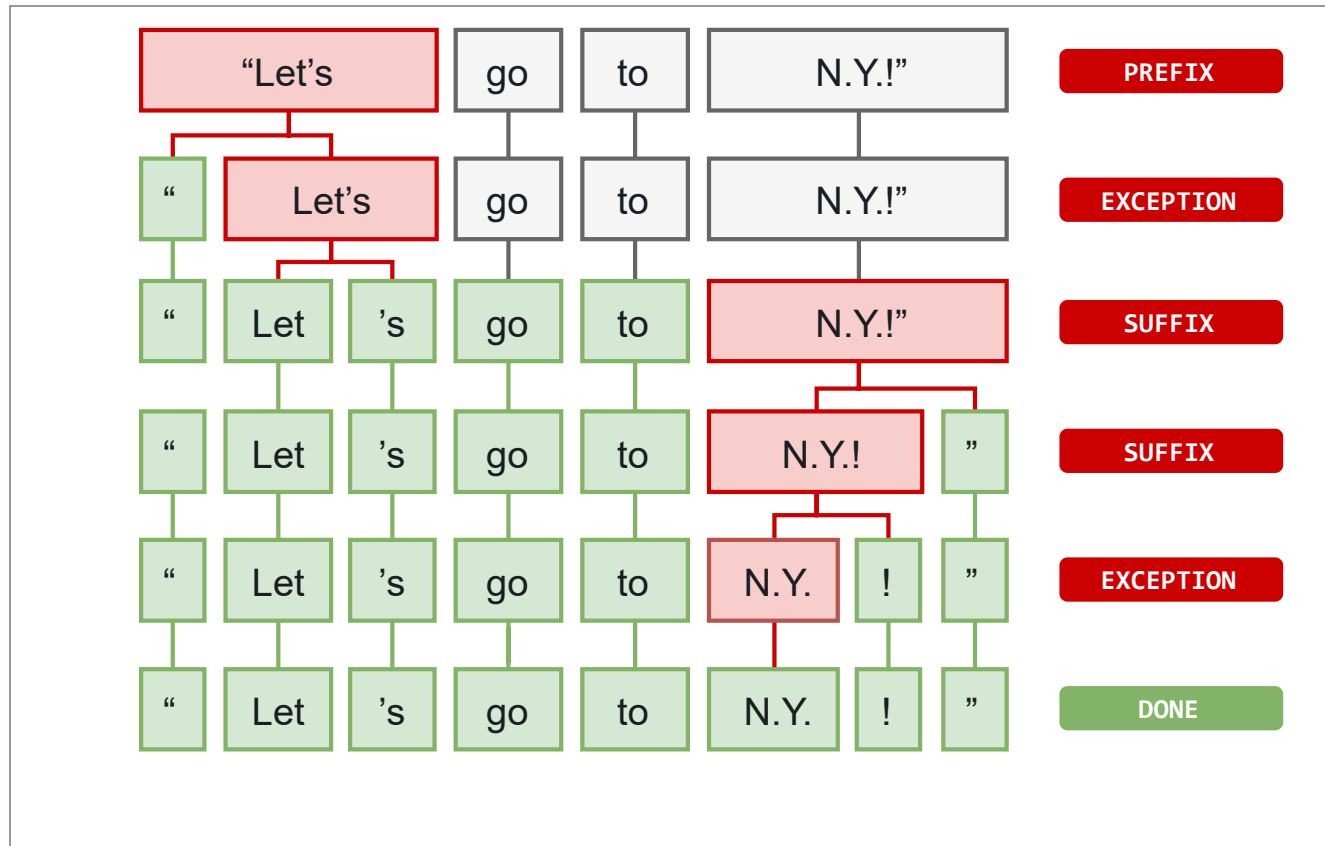 “Let’s go to N.Y.!” PREFIX
“ Let’s go to N.Y.!” EXCEPTION
“ Let ’s go to N.Y.!” SUFFIX
“ Let ’s go to N.Y.! ” SUFFIX
“ Let ’s go to N.Y. ! ” EXCEPTION
“ Let ’s go to N.Y. ! ” DONE